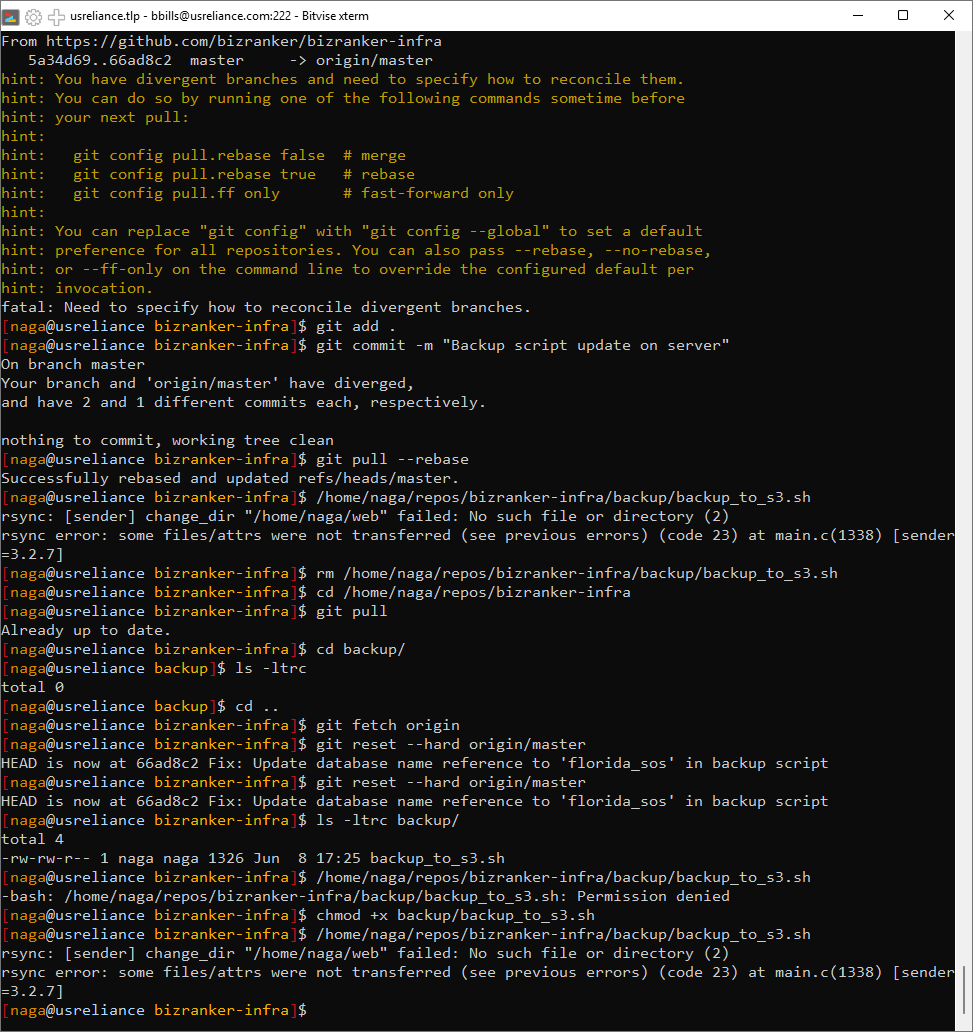 usreliance.tlp - bbills@usreliance.com:222 - Bitvise xterm
From https://github.com/bizranker/bizranker-infra
   5a34d69..66ad8c2  master     -> origin/master
hint: You have divergent branches and need to specify how to reconcile them.
hint: You can do so by running one of the following commands sometime before
hint: your next pull:
hint:
hint:   git config pull.rebase false  # merge
hint:   git config pull.rebase true   # rebase
hint:   git config pull.ff only       # fast-forward only
hint:
hint: You can replace "git config" with "git config --global" to set a default
hint: preference for all repositories. You can also pass --rebase, --no-rebase,
hint: or --ff-only on the command line to override the configured default per
hint: invocation.
fatal: Need to specify how to reconcile divergent branches.
[naga@usreliance bizranker-infra]$ git add .
[naga@usreliance bizranker-infra]$ git commit -m "Backup script update on server"
On branch master
Your branch and 'origin/master' have diverged,
and have 2 and 1 different commits each, respectively.

nothing to commit, working tree clean
[naga@usreliance bizranker-infra]$ git pull --rebase
Successfully rebased and updated refs/heads/master.
[naga@usreliance bizranker-infra]$ /home/naga/repos/bizranker-infra/backup/backup_to_s3.sh
rsync: [sender] change_dir "/home/naga/web" failed: No such file or directory (2)
rsync error: some files/attrs were not transferred (see previous errors) (code 23) at main.c(1338) [sender
=3.2.7]
[naga@usreliance bizranker-infra]$ rm /home/naga/repos/bizranker-infra/backup/backup_to_s3.sh
[naga@usreliance bizranker-infra]$ cd /home/naga/repos/bizranker-infra
[naga@usreliance bizranker-infra]$ git pull
Already up to date.
[naga@usreliance bizranker-infra]$ cd backup/
[naga@usreliance backup]$ ls -ltrc
total 0
[naga@usreliance backup]$ cd ..
[naga@usreliance bizranker-infra]$ git fetch origin
[naga@usreliance bizranker-infra]$ git reset --hard origin/master
HEAD is now at 66ad8c2 Fix: Update database name reference to 'florida_sos' in backup script
[naga@usreliance bizranker-infra]$ git reset --hard origin/master
HEAD is now at 66ad8c2 Fix: Update database name reference to 'florida_sos' in backup script
[naga@usreliance bizranker-infra]$ ls -ltrc backup/
total 4
-rw-rw-r-- 1 naga naga 1326 Jun  8 17:25 backup_to_s3.sh
[naga@usreliance bizranker-infra]$ /home/naga/repos/bizranker-infra/backup/backup_to_s3.sh
-bash: /home/naga/repos/bizranker-infra/backup/backup_to_s3.sh: Permission denied
[naga@usreliance bizranker-infra]$ chmod +x backup/backup_to_s3.sh
[naga@usreliance bizranker-infra]$ /home/naga/repos/bizranker-infra/backup/backup_to_s3.sh
rsync: [sender] change_dir "/home/naga/web" failed: No such file or directory (2)
rsync error: some files/attrs were not transferred (see previous errors) (code 23) at main.c(1338) [sender
=3.2.7]
[naga@usreliance bizranker-infra]$